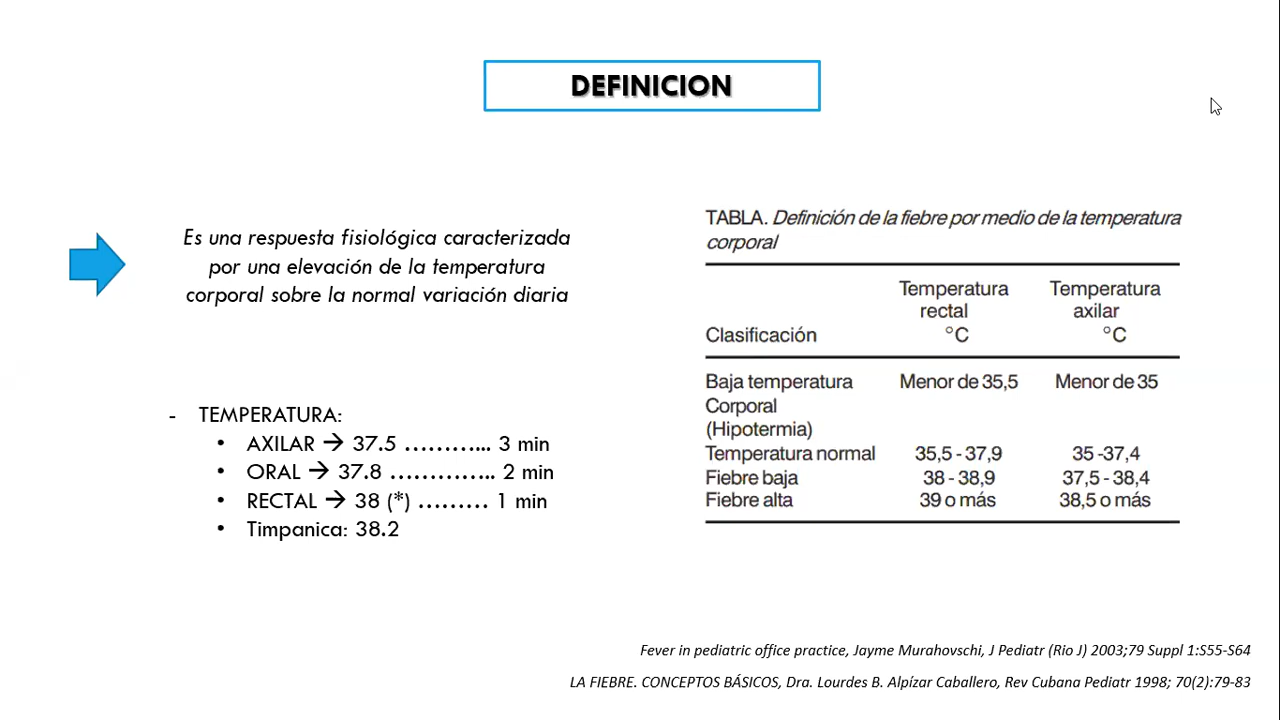 DEFINICION
Es una respuesta fisiológica caracterizada
por una elevación de la temperatura
corporal sobre la normal variación diaria
- TEMPERATURA:
• AXILAR → 37.5 ………... 3 min
• ORAL → 37.8 ………….. 2 min
• RECTAL → 38 (*) ……… 1 min
• Timpanica: 38.2
TABLA. Definición de la fiebre por medio de la temperatura
corporal
Temperatura Temperatura
rectal axilar
Clasificación °C °C
Baja temperatura Menor de 35,5 Menor de 35
Corporal
(Hipotermia)
Temperatura normal 35,5 - 37,9 35 -37,4
Fiebre baja 38 - 38,9 37,5 - 38,4
Fiebre alta 39 o más 38,5 o más
Fever in pediatric office practice, Jayme Murahovschi, J Pediatr (Rio J) 2003;79 Suppl 1:S55-S64
LA FIEBRE. CONCEPTOS BÁSICOS, Dra. Lourdes B. Alpízar Caballero, Rev Cubana Pediatr 1998; 70(2):79-83